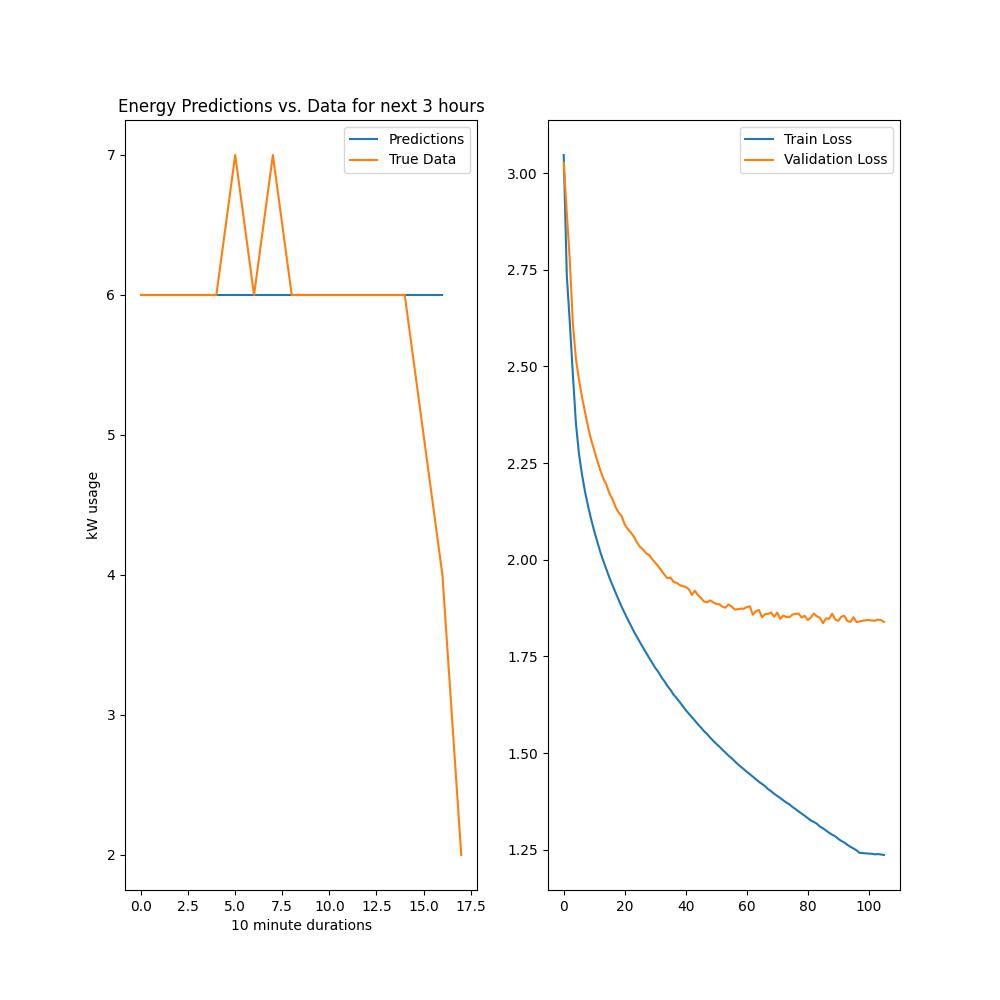 Energy Predictions vs. Data for next 3 hours
Predictions
True Data
7
6
5
4
3
2
kW usage
0.0 2.5 5.0 7.5 10.0 12.5 15.0 17.5
10 minute durations
Train Loss
Validation Loss
3.00
2.75
2.50
2.25
2.00
1.75
1.50
1.25
0 20 40 60 80 100